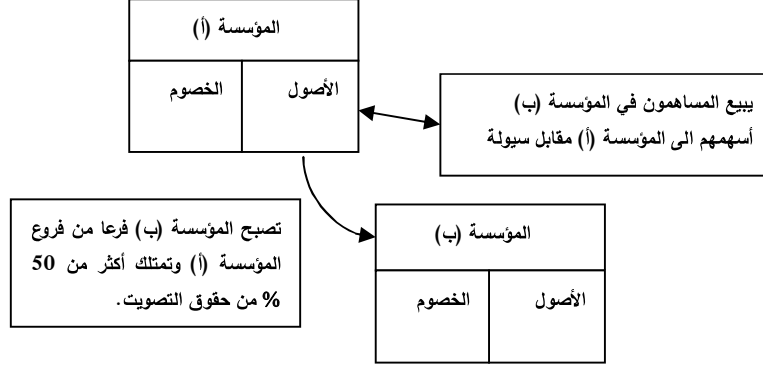 المؤسسة (أ)
الأصول
الخصوم
يبيع المساهمون في المؤسسة (ب)
أسهمهم الى المؤسسة (أ) مقابل سيولة
تصبح المؤسسة (ب) فرعا من فروع
المؤسسة (أ) وتمتلك أكثر من 50
% من حقوق التصويت.
المؤسسة (ب)
الأصول
الخصوم